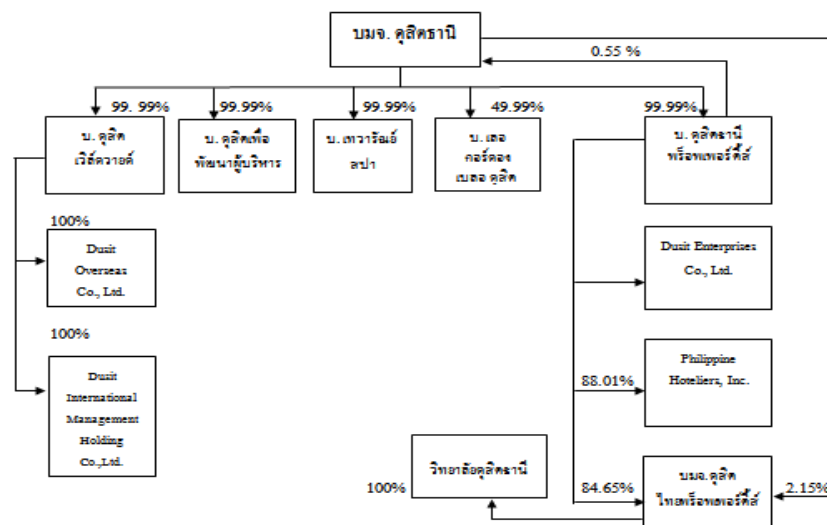 บมจ. ดุสิตธานี
0.55 %
99. 99%
99.99%
99.99%
49.99%
99.99%
บ. ดุสิต
เวิล์ดวายด์
บ. ดุสิตเพื่อ
พัฒนาผู้บริหาร
บ. เทวารัณย์
สปา
บ. เลอ
กอร์ดอง
เบลอ ดุสิต
บ. ดุสิตธานี
พร็อพเพอร์ตี้ส์
100%
Dusit
Overseas
Co., Ltd.
Dusit Enterprises
Co., Ltd.
100%
Dusit
International
Management
Holding
Co.,Ltd.
88.01%
Philippine
Hoteliers, Inc.
100%
วิทยาลัยดุสิตธานี
84.65%
บมจ.ดุสิต
ไทยพร็อพเพอร์ตี้ส์
2.15%